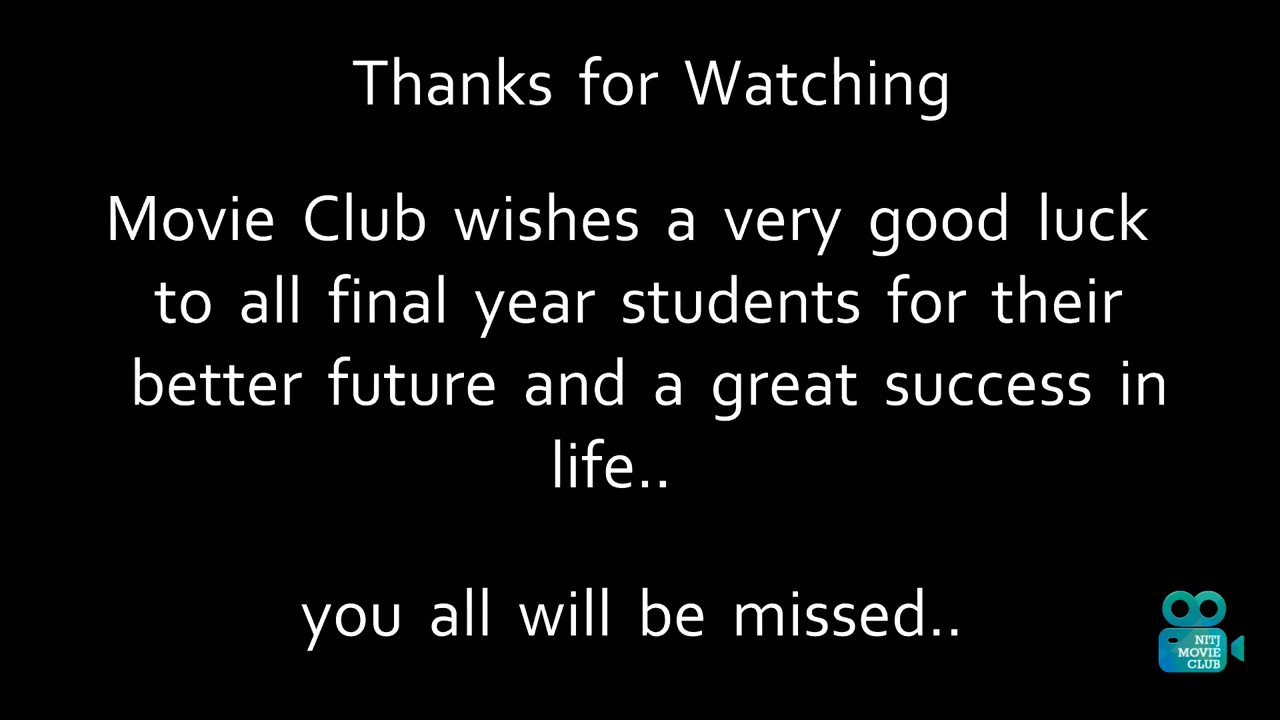 Thanks for Watching
Movie Club wishes a very good luck
to all final year students for their
better future and a great success in
life..
you all will be missed..
NITJ
MOVIE
CLUB